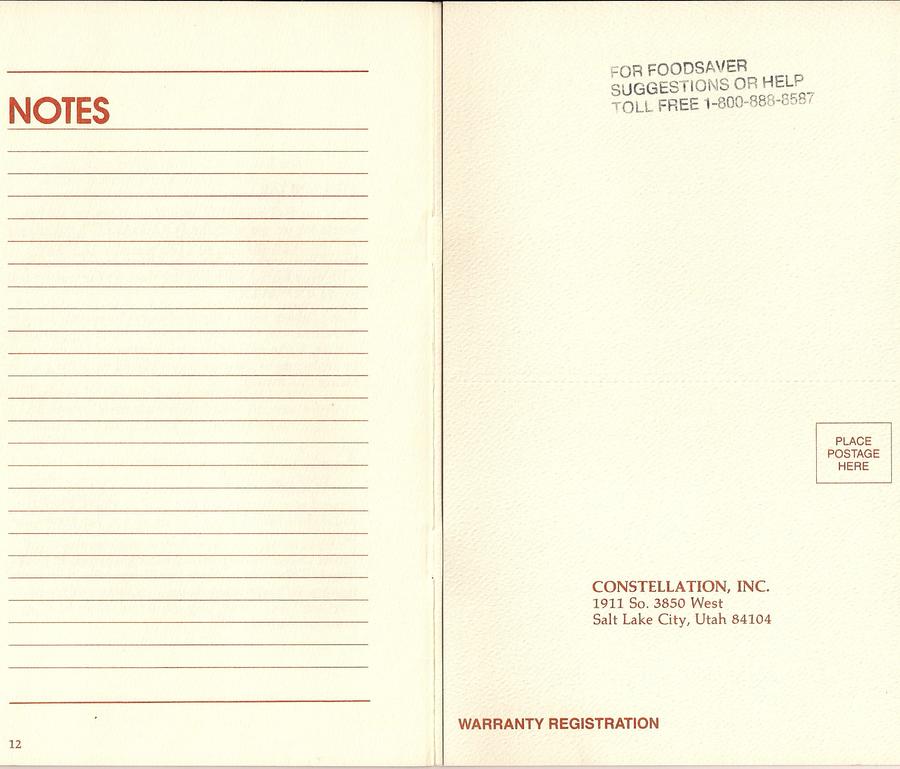 NOTES
12
FOR FOODSAVER
SUGGESTIONS OR HELP
TOLL FREE 1-800-888-8587
PLACE
POSTAGE
HERE
CONSTELLATION, INC.
1911 So. 3850 West
Salt Lake City, Utah 84104
WARRANTY REGISTRATION